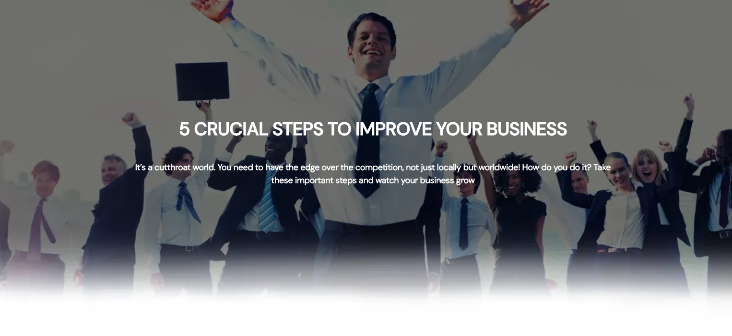 5 CRUCIAL STEPS TO IMPROVE YOUR BUSINESS
It's a cutthroat world. You need to have the edge over the competition, not just locally but worldwide! How do you do it? Take
these important steps and watch your business grow